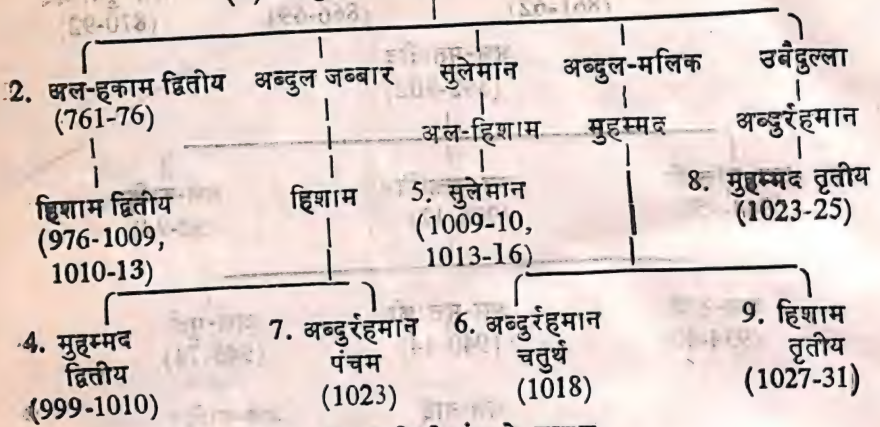 अब्दुल जब्बार सुलेमान अब्दुल-मलिक उबैदुल्ला
2. अल-हकाम द्वितीय
(761-76)
अल-हिशाम मुहम्मद अब्दुर्रहमान
हिशाम द्वितीय हिशाम 5. सुलेमान 8. मुहम्मद तृतीय
(976-1009, (1009-10, (1023-25)
1010-13) 1013-16)
4. मुहम्मद 7. अब्दुर्रहमान 6. अब्दुर्रहमान 9. हिशाम
द्वितीय पंचम चतुर्थ तृतीय
(999-1010) (1023) (1018) (1027-31)